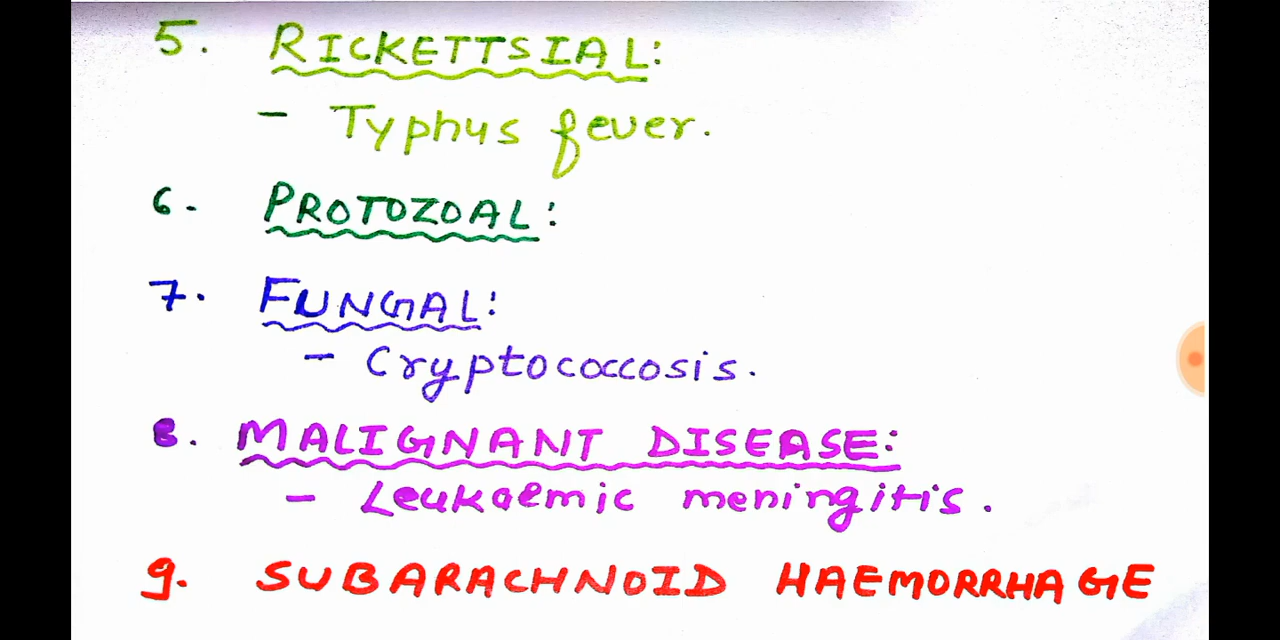 5. RICKETTSIAL:
- Typhus fever.
6. PROTOZOAL:
7. FUNGAL:
- Cryptococcosis.
8. MALIGNANT DISEASE:
- Leukaemic meningitis.
9. SUBARACHNOID HAEMORRHAGE